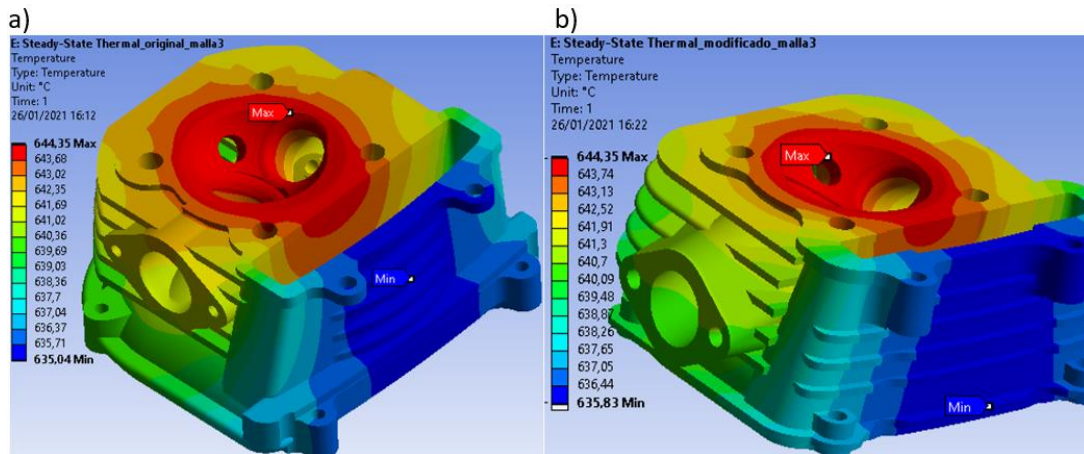 a)
E: Steady-State Thermal_original_malla3
Temperature
Type: Temperature
Unit: °C
Time: 1
26/01/2021 16:12
644,35 Max
643,68
643,02
642,35
641,69
641,02
640,36
639,69
639,03
638,36
637,7
637,04
636,37
635,71
635,04 Min
Max
Min
b)
E: Steady-State Thermal_modificado_malla3
Temperature
Type: Temperature
Unit: °C
Time: 1
26/01/2021 16:22
644,35 Max
643,74
643,13
642,52
641,91
641,3
640,7
640,09
639,48
638,87
638,26
637,65
637,05
636,44
635,83 Min
Max
Min